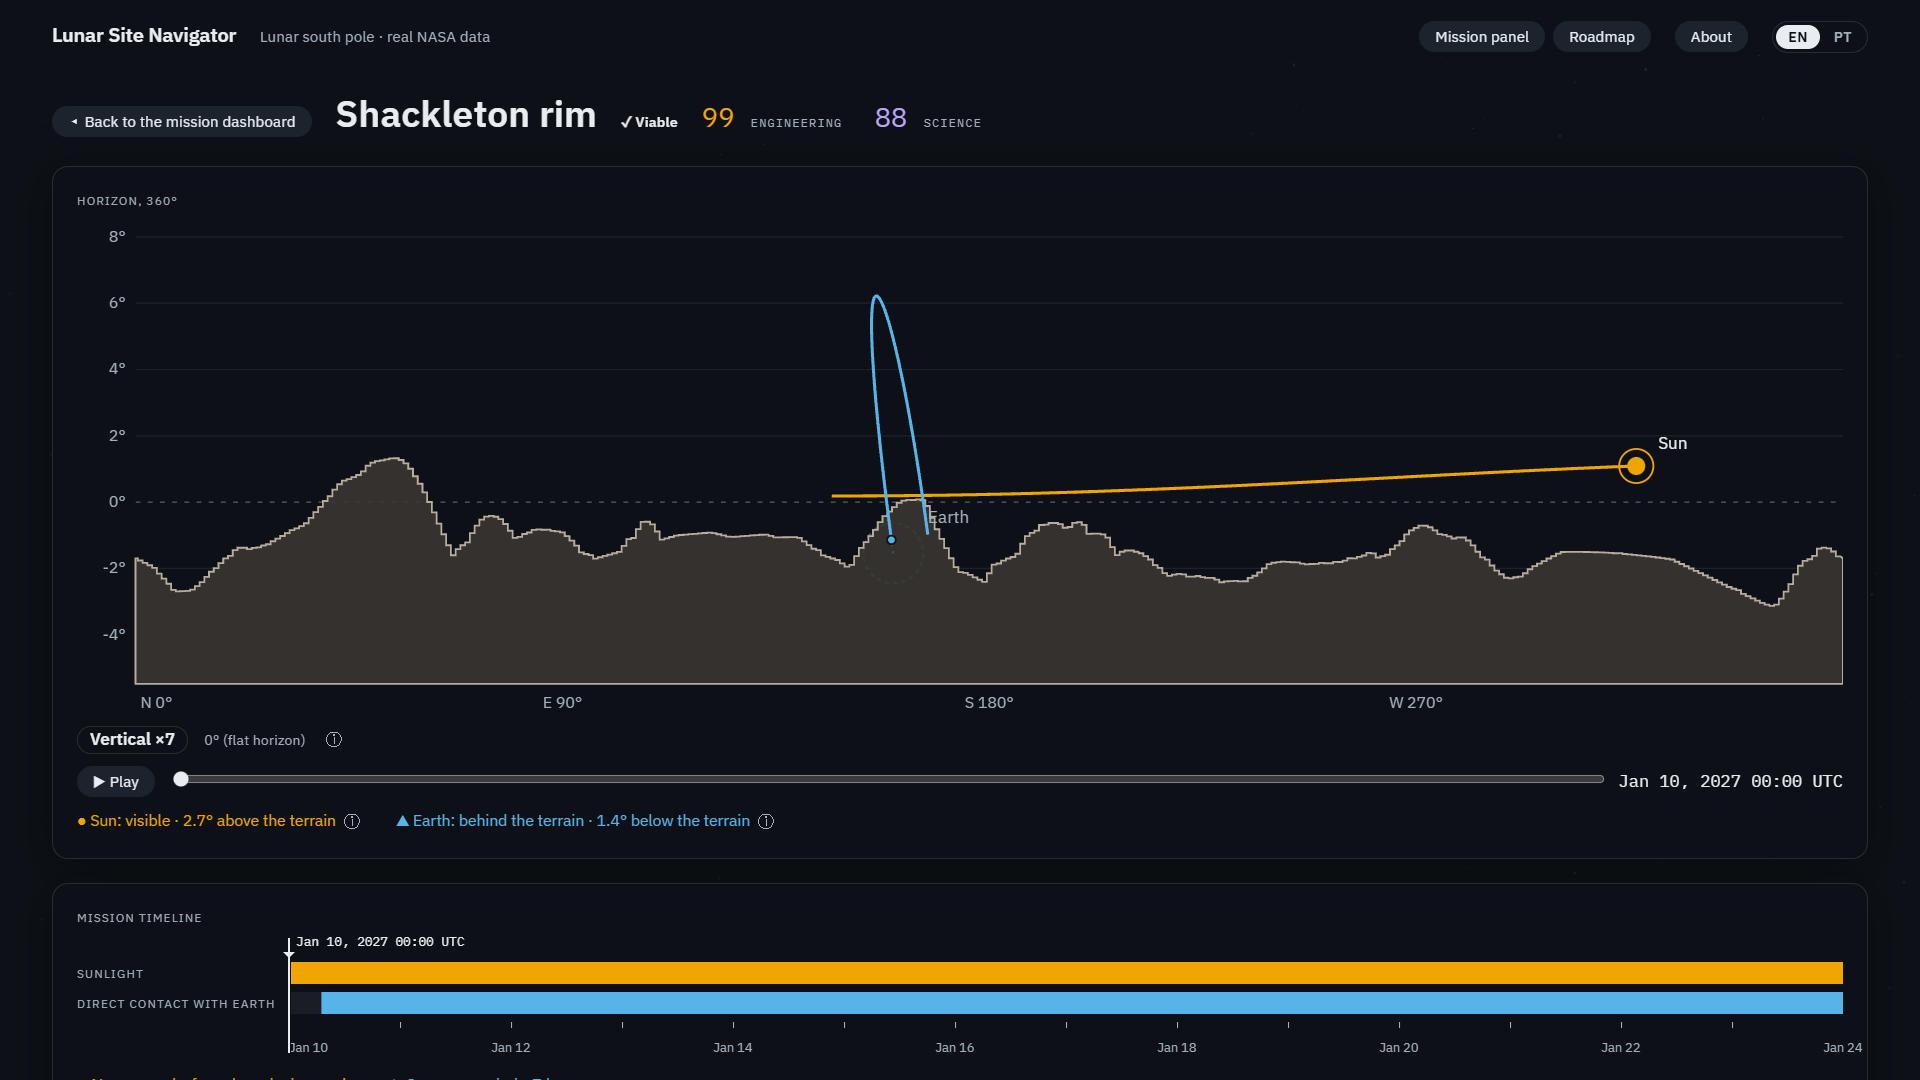 Lunar Site Navigator Lunar south pole · real NASA data Mission panel Roadmap About EN PT
◂ Back to the mission dashboard Shackleton rim ✓ Viable 99 ENGINEERING 88 SCIENCE
HORIZON, 360°
8°
6°
4°
2°
Sun
0°
Earth
-2°
-4°
N 0° E 90° S 180° W 270°
Vertical ×7 0° (flat horizon) ⓘ
▶ Play Jan 10, 2027 00:00 UTC
● Sun: visible · 2.7° above the terrain ⓘ ▲ Earth: behind the terrain · 1.4° below the terrain ⓘ
MISSION TIMELINE
Jan 10, 2027 00:00 UTC
SUNLIGHT
DIRECT CONTACT WITH EARTH
Jan 10 Jan 12 Jan 14 Jan 16 Jan 18 Jan 20 Jan 22 Jan 24